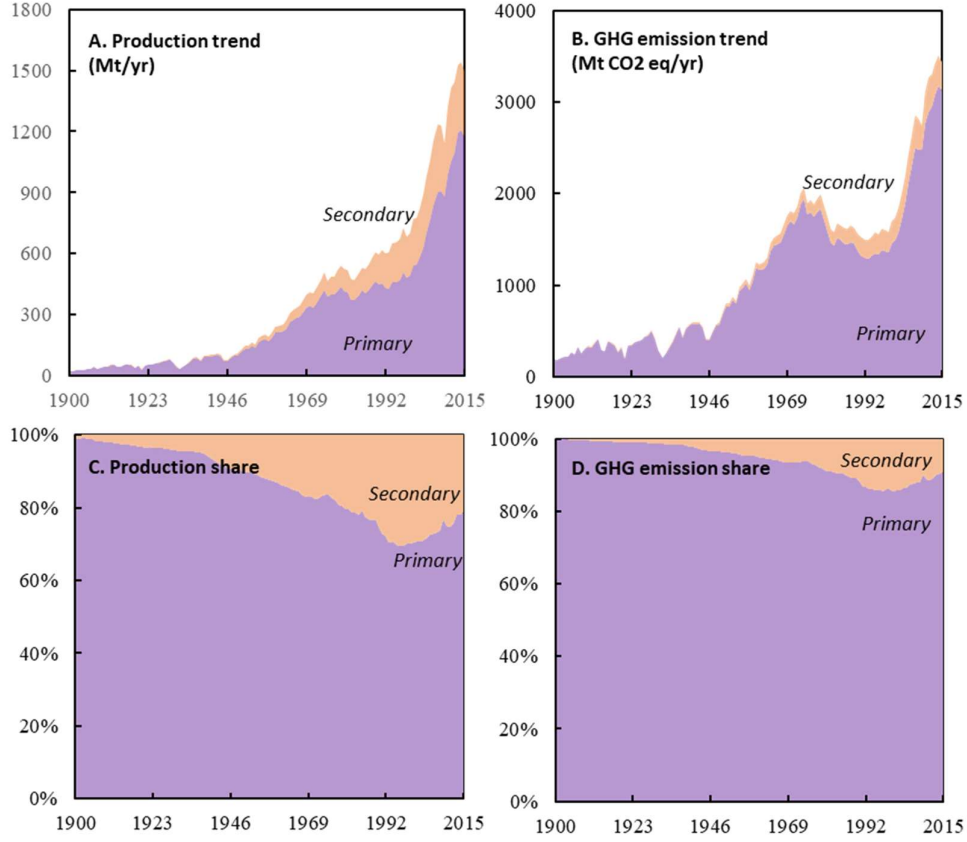 A. Production trend
(Mt/yr)
1800
1500
1200
900
600
300
0
Secondary
Primary
1900 1923 1946 1969 1992 2015
B. GHG emission trend
(Mt CO2 eq/yr)
4000
3000
2000
1000
0
Secondary
Primary
1900 1923 1946 1969 1992 2015
C. Production share
100%
80%
60%
40%
20%
0%
Secondary
Primary
1900 1923 1946 1969 1992 2015
D. GHG emission share
100%
80%
60%
40%
20%
0%
Secondary
Primary
1900 1923 1946 1969 1992 2015